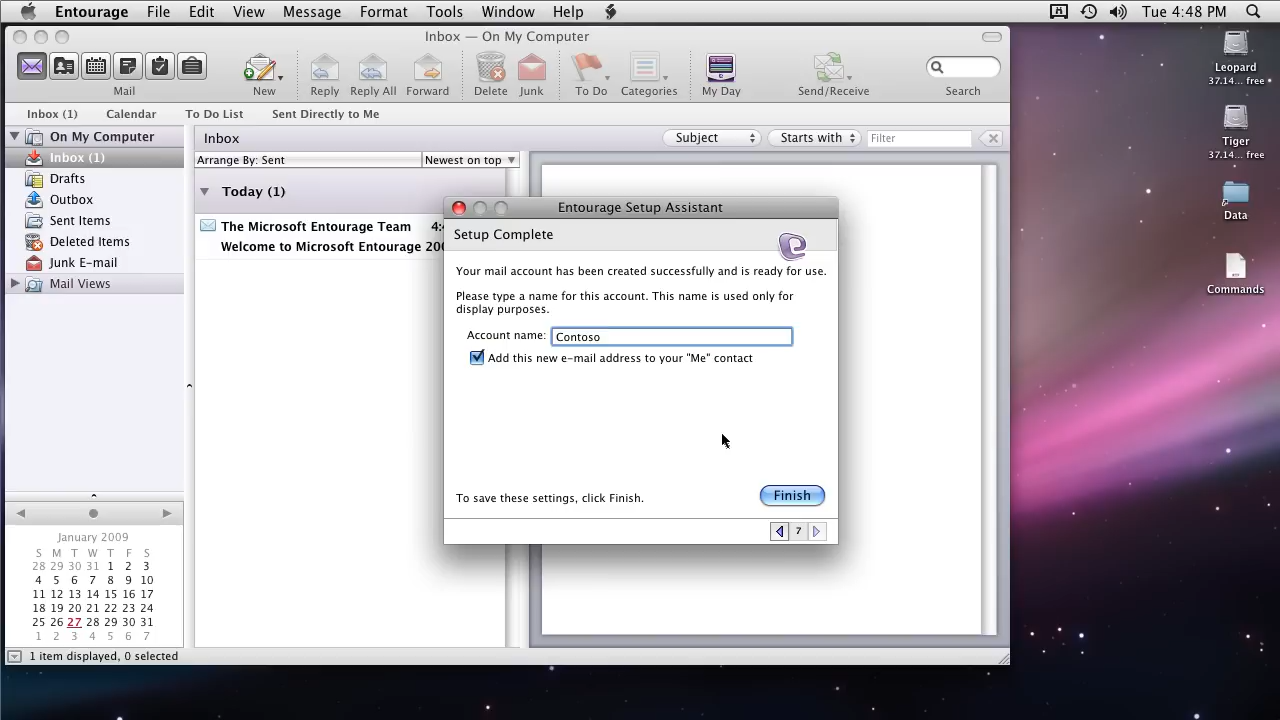 Entourage File Edit View Message Format Tools Window Help Tue 4:48 PM
Inbox — On My Computer
Mail New Reply Reply All Forward Delete Junk To Do Categories My Day Send/Receive Search
Inbox (1) Calendar To Do List Sent Directly to Me
On My Computer
Inbox (1)
Drafts
Outbox
Sent Items
Deleted Items
Junk E-mail
Mail Views
Inbox Subject Starts with Filter
Arrange By: Sent Newest on top
Today (1)
The Microsoft Entourage Team 4:
Welcome to Microsoft Entourage 200
Entourage Setup Assistant
Setup Complete
Your mail account has been created successfully and is ready for use.
Please type a name for this account. This name is used only for
display purposes.
Account name: Contoso
Add this new e-mail address to your "Me" contact
To save these settings, click Finish. Finish
7
January 2009
S M T W T F S
28 29 30 31 1 2 3
4 5 6 7 8 9 10
11 12 13 14 15 16 17
18 19 20 21 22 23 24
25 26 27 28 29 30 31
1 2 3 4 5 6 7
1 item displayed, 0 selected
Leopard
37.14... free
Tiger
37.14... free
Data
Commands